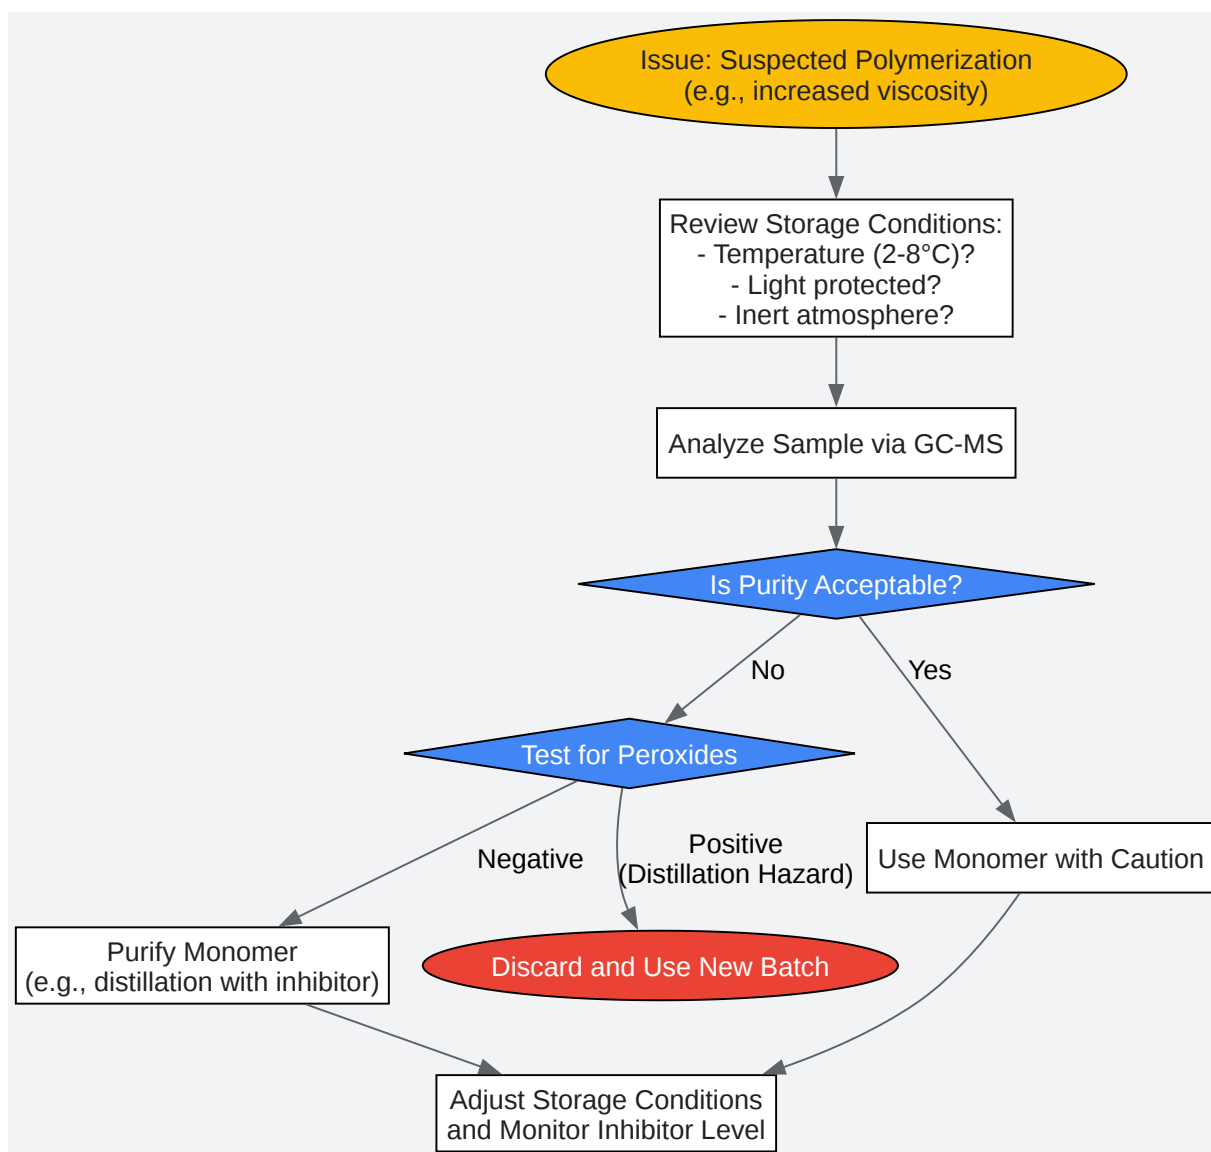 Issue: Suspected Polymerization
(e.g., increased viscosity)
Review Storage Conditions:
- Temperature (2-8°C)?
- Light protected?
- Inert atmosphere?
Analyze Sample via GC-MS
Is Purity Acceptable?
No
Yes
Test for Peroxides
Negative
Positive
(Distillation Hazard)
Use Monomer with Caution
Purify Monomer
(e.g., distillation with inhibitor)
Discard and Use New Batch
Adjust Storage Conditions
and Monitor Inhibitor Level